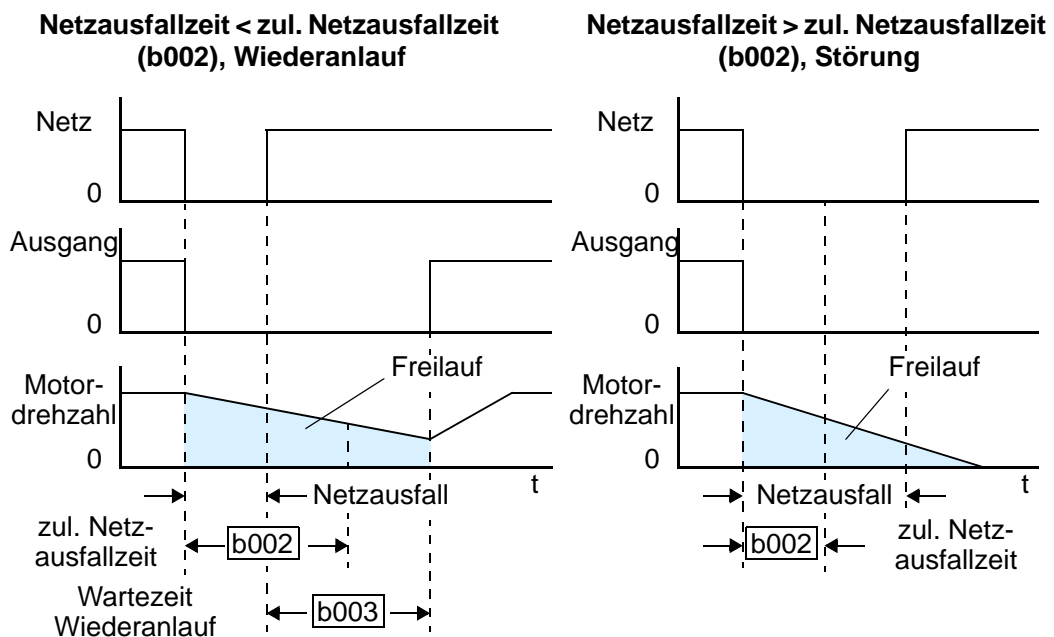 Netzausfallzeit < zul. Netzausfallzeit
(b002), Wiederanlauf
Netz
0
Ausgang
0
Freilauf
Motor-
drehzahl
0
t
Netzausfall
zul. Netz-
ausfallzeit
b002
Wartezeit
Wiederanlauf
b003
Netzausfallzeit > zul. Netzausfallzeit
(b002), Störung
Netz
0
Ausgang
0
Freilauf
Motor-
drehzahl
0
t
Netzausfall
b002
zul. Netz-
ausfallzeit